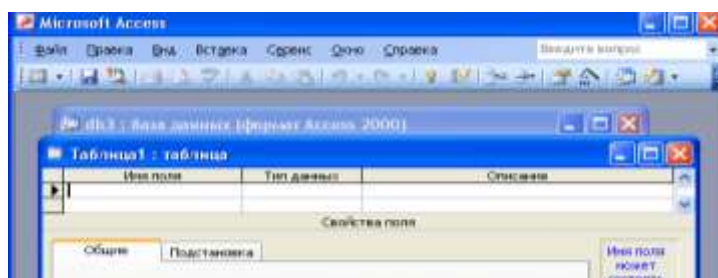 Microsoft Access
Файл Правка Вид Вставка Сервис Окно Справка Введите вопрос
db3 : база данных (формат Access 2000)
Таблица1 : таблица
Имя поля Тип данных Описание
Свойства поля
Общие Подстановка
Имя поля
может